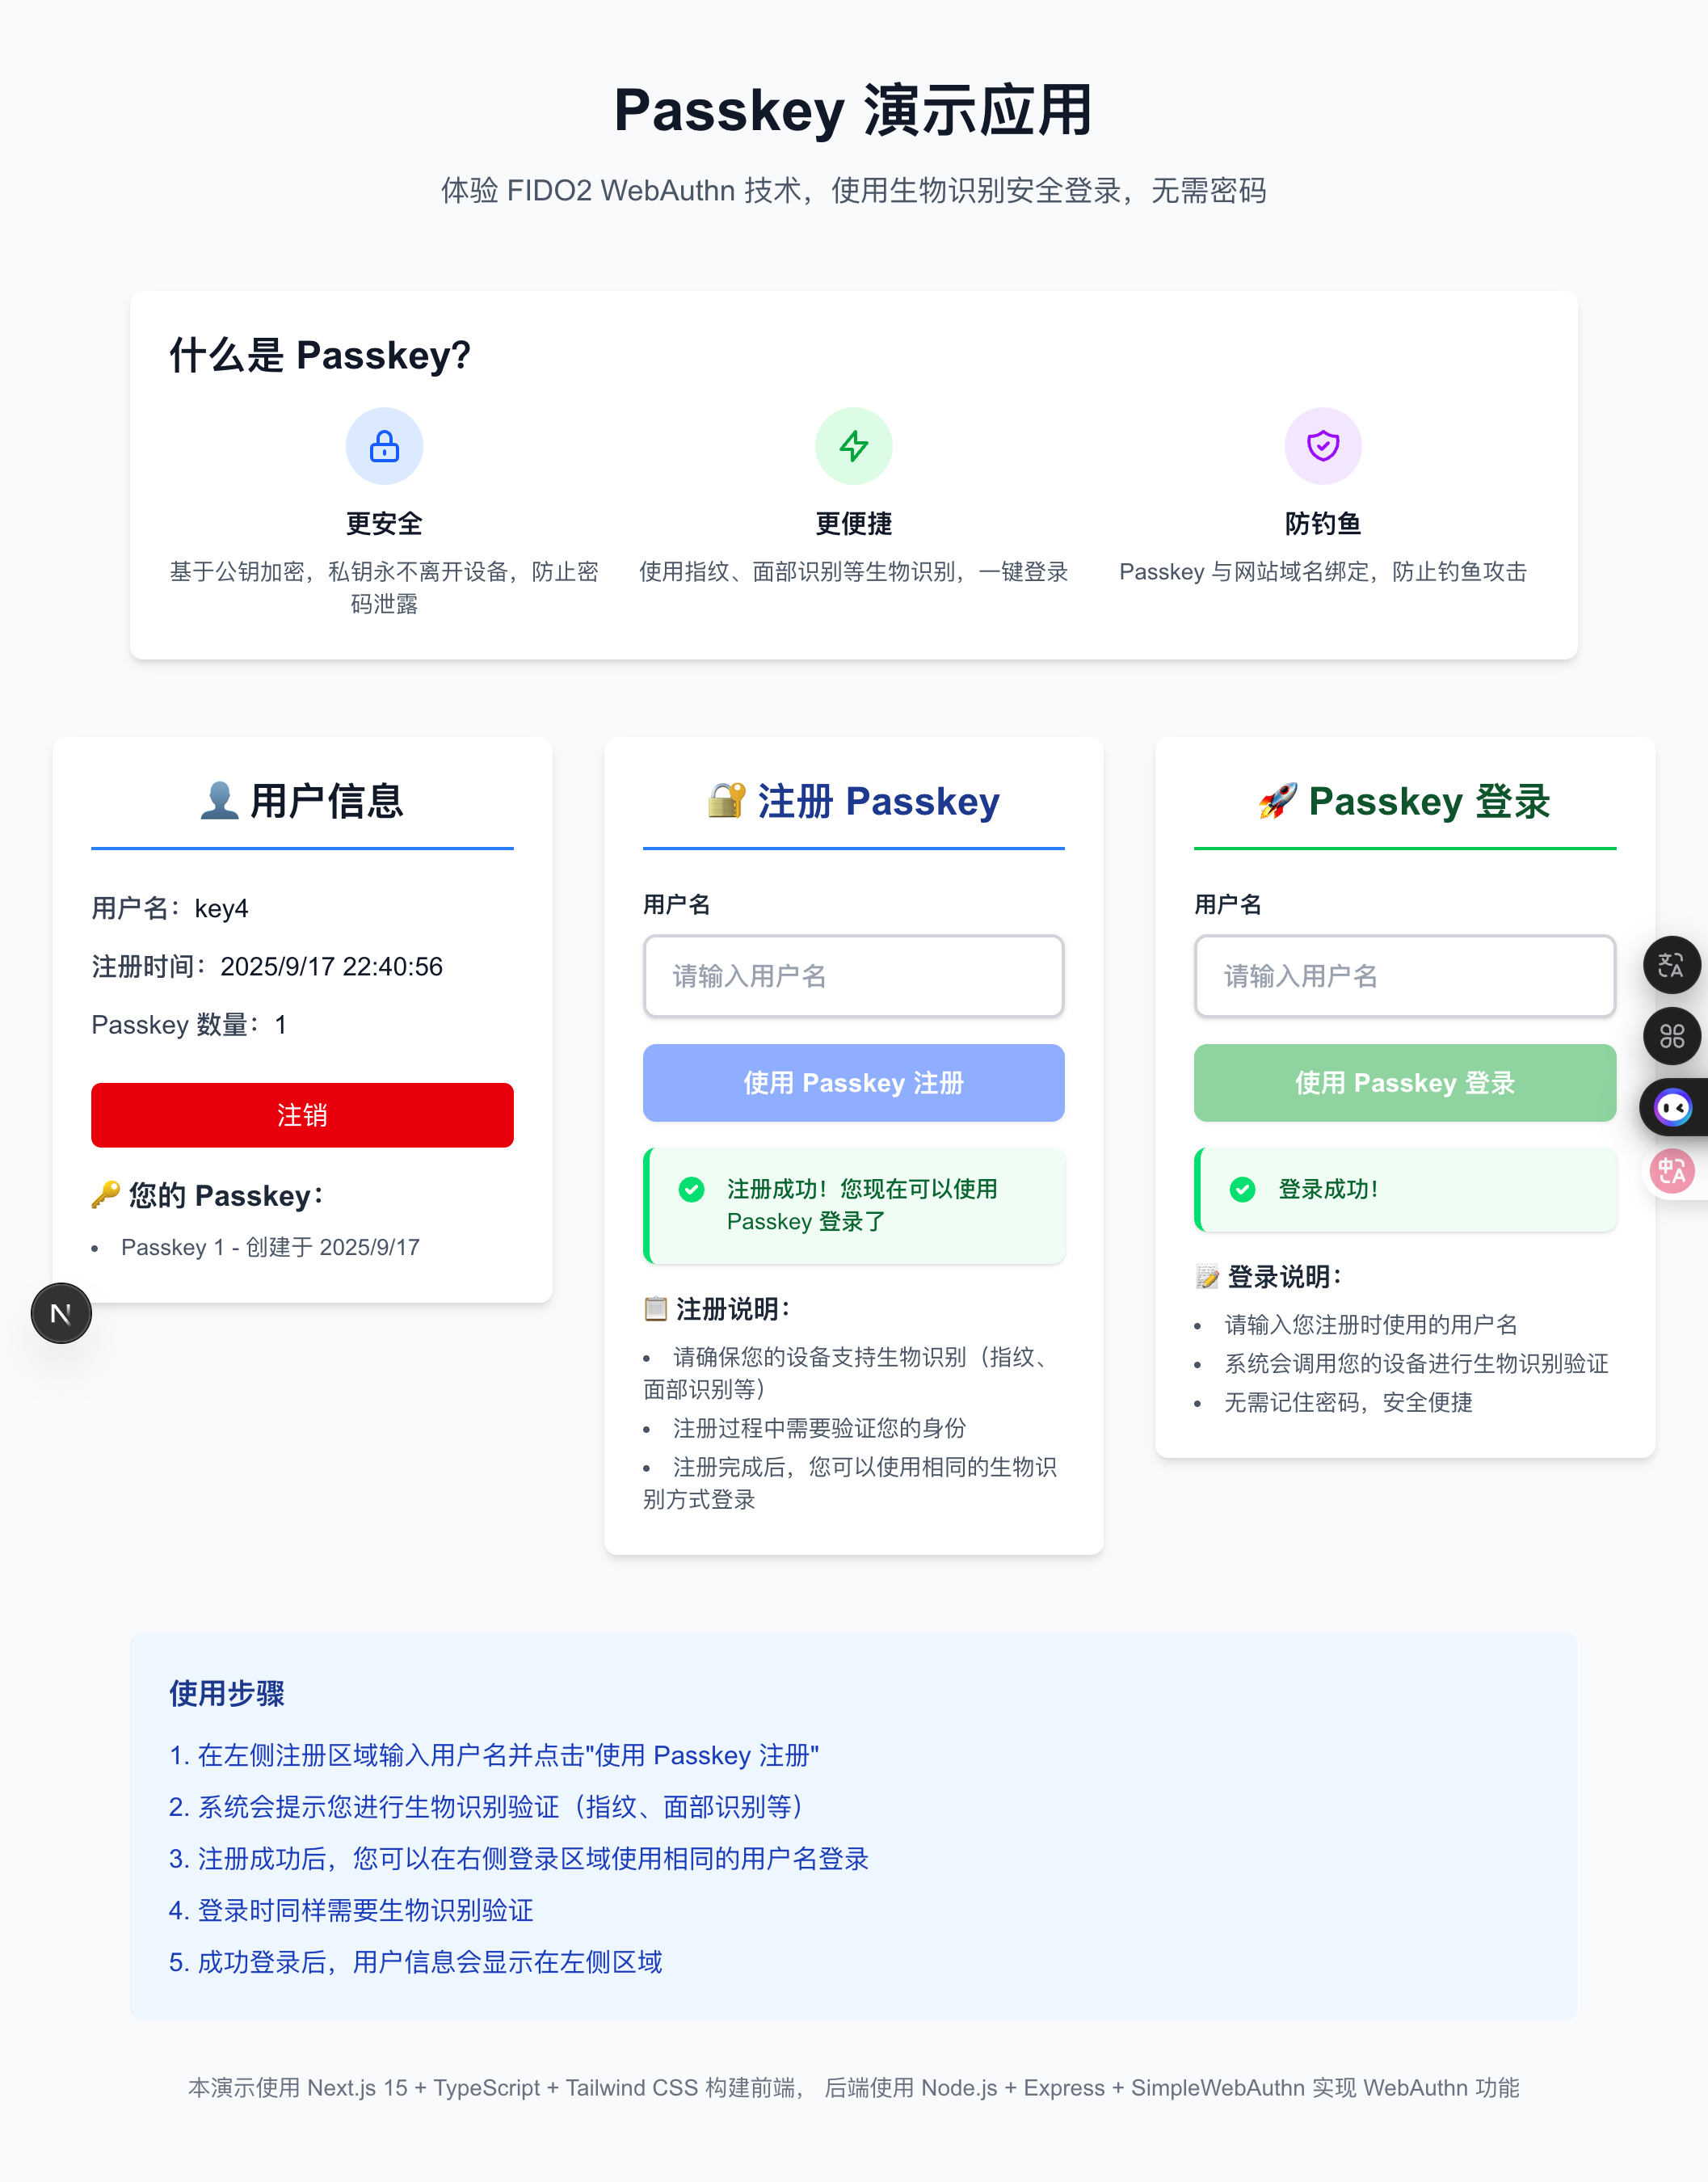 Passkey 演示应用
体验 FIDO2 WebAuthn 技术，使用生物识别安全登录，无需密码
什么是 Passkey?
更安全
基于公钥加密，私钥永不离开设备，防止密
码泄露
更便捷
使用指纹、面部识别等生物识别，一键登录
防钓鱼
Passkey 与网站域名绑定，防止钓鱼攻击
👤 用户信息
用户名：key4
注册时间：2025/9/17 22:40:56
Passkey 数量：1
注销
🔑 您的 Passkey：
• Passkey 1 - 创建于 2025/9/17
N
🔐 注册 Passkey
用户名
请输入用户名
使用 Passkey 注册
注册成功！您现在可以使用
Passkey 登录了
📋 注册说明：
• 请确保您的设备支持生物识别（指纹、
面部识别等）
• 注册过程中需要验证您的身份
• 注册完成后，您可以使用相同的生物识
别方式登录
🚀 Passkey 登录
用户名
请输入用户名
使用 Passkey 登录
登录成功！
📝 登录说明：
• 请输入您注册时使用的用户名
• 系统会调用您的设备进行生物识别验证
• 无需记住密码，安全便捷
文A
中A
使用步骤
1. 在左侧注册区域输入用户名并点击"使用 Passkey 注册"
2. 系统会提示您进行生物识别验证（指纹、面部识别等）
3. 注册成功后，您可以在右侧登录区域使用相同的用户名登录
4. 登录时同样需要生物识别验证
5. 成功登录后，用户信息会显示在左侧区域
本演示使用 Next.js 15 + TypeScript + Tailwind CSS 构建前端， 后端使用 Node.js + Express + SimpleWebAuthn 实现 WebAuthn 功能